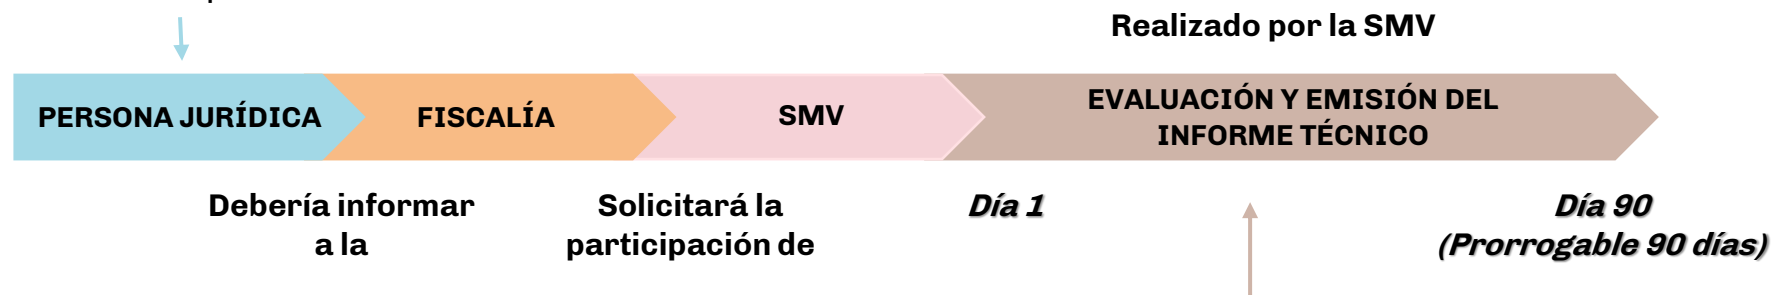 Realizado por la SMV
PERSONA JURÍDICA
FISCALÍA
SMV
EVALUACIÓN Y EMISIÓN DEL
INFORME TÉCNICO
Debería informar
a la
Solicitará la
participación de
Día 1
Día 90
(Prorrogable 90 días)